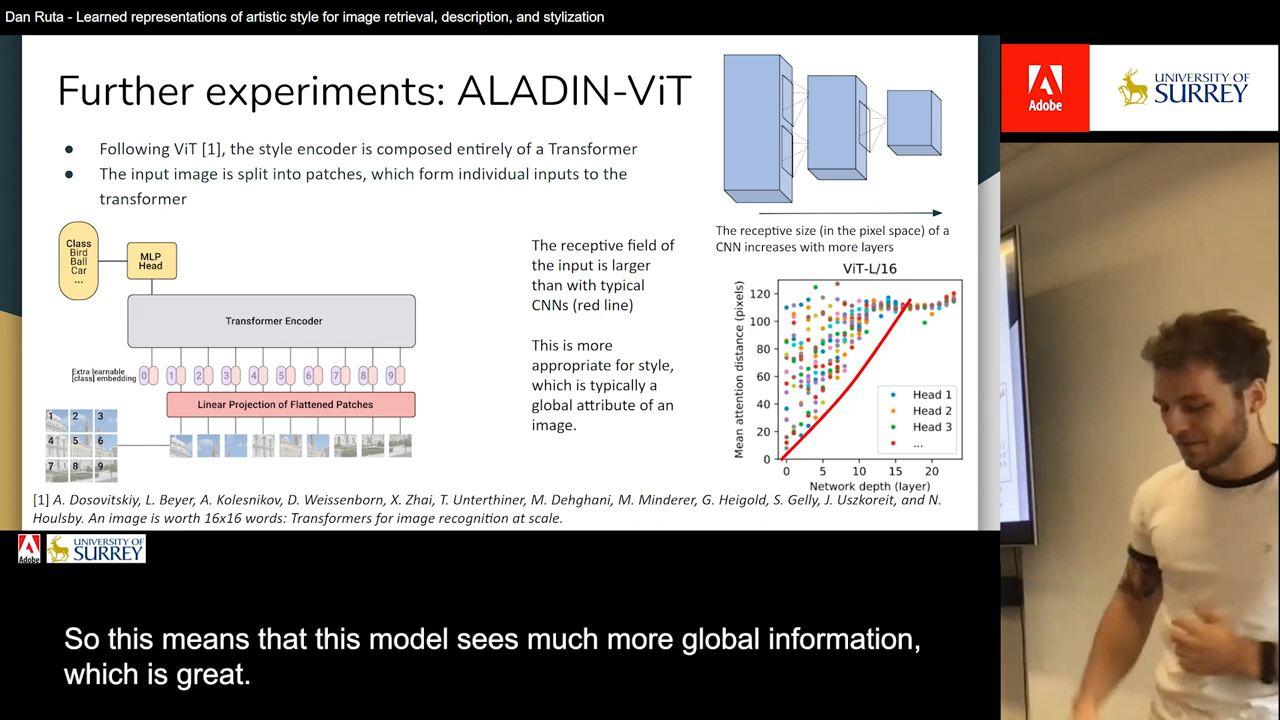 Dan Ruta - Learned representations of artistic style for image retrieval, description, and stylization
Further experiments: ALADIN-ViT
● Following ViT [1], the style encoder is composed entirely of a Transformer
● The input image is split into patches, which form individual inputs to the
transformer
Class
Bird
Ball
Car
...
MLP
Head
Transformer Encoder
Extra learnable
[class] embedding
0 1 2 3 4 5 6 7 8 9
Linear Projection of Flattened Patches
1 2 3
4 5 6
7 8 9
The receptive field of
the input is larger
than with typical
CNNs (red line)
This is more
appropriate for style,
which is typically a
global attribute of an
image.
The receptive size (in the pixel space) of a
CNN increases with more layers
ViT-L/16
Mean attention distance (pixels)
120
100
80
60
40
20
0
Head 1
Head 2
Head 3
...
0 5 10 15 20
Network depth (layer)
[1] A. Dosovitskiy, L. Beyer, A. Kolesnikov, D. Weissenborn, X. Zhai, T. Unterthiner, M. Dehghani, M. Minderer, G. Heigold, S. Gelly, J. Uszkoreit, and N.
Houlsby. An image is worth 16x16 words: Transformers for image recognition at scale.
Adobe
UNIVERSITY OF
SURREY
Adobe
UNIVERSITY OF
SURREY
So this means that this model sees much more global information,
which is great.